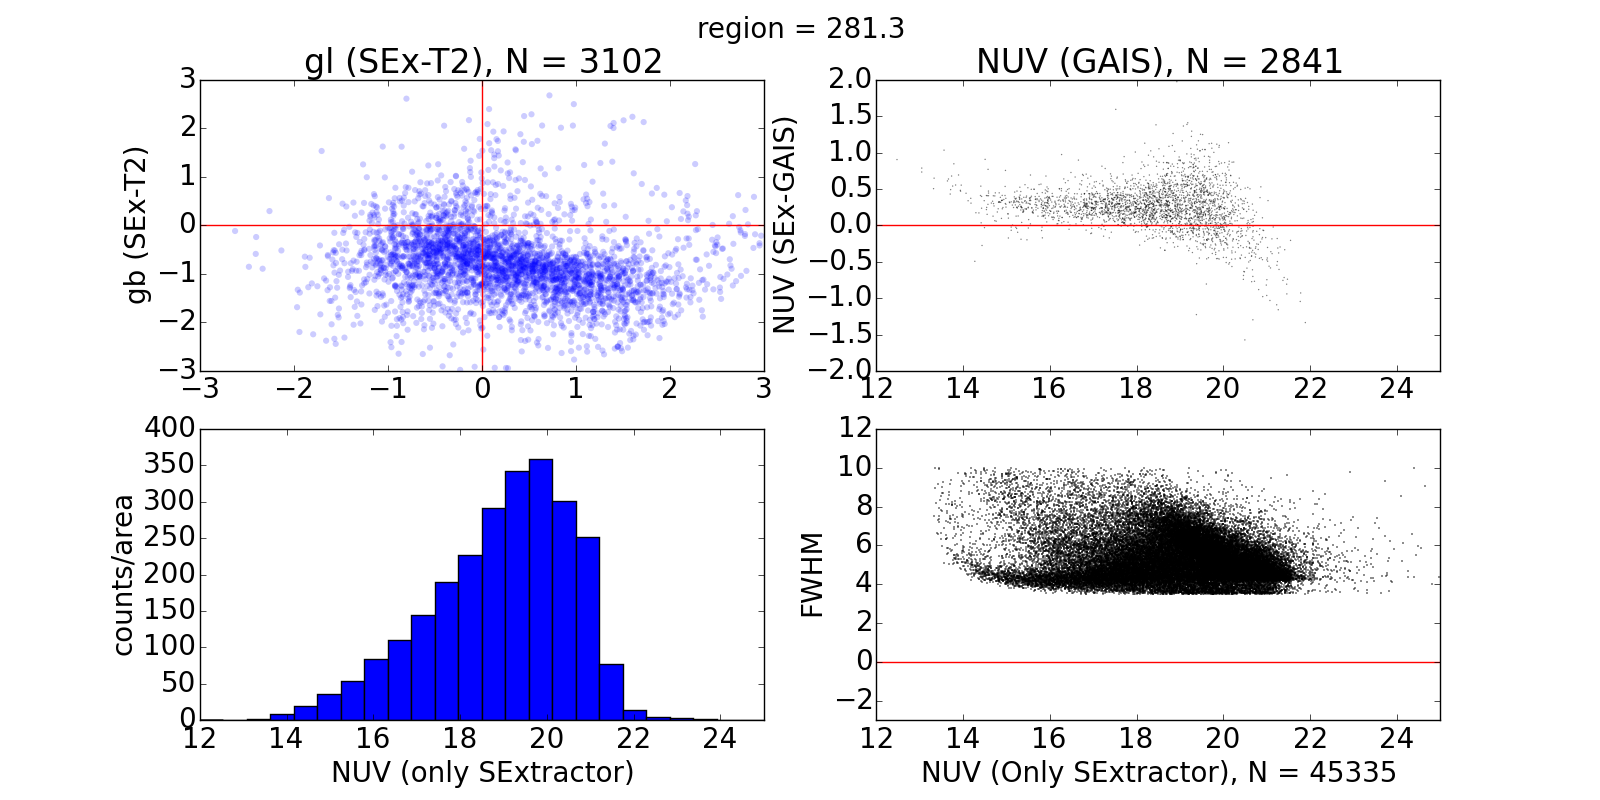 region = 281.3
gl (SEx-T2), N = 3102
gb (SEx-T2)
3
2
1
0
−1
−2
−3
−3 −2 −1 0 1 2 3
NUV (GAIS), N = 2841
NUV (SEx-GAIS)
2.0
1.5
1.0
0.5
0.0
−0.5
−1.0
−1.5
−2.0
12 14 16 18 20 22 24
counts/area
400
350
300
250
200
150
100
50
0
12 14 16 18 20 22 24
NUV (only SExtractor)
FWHM
12
10
8
6
4
2
0
−2
12 14 16 18 20 22 24
NUV (Only SExtractor), N = 45335